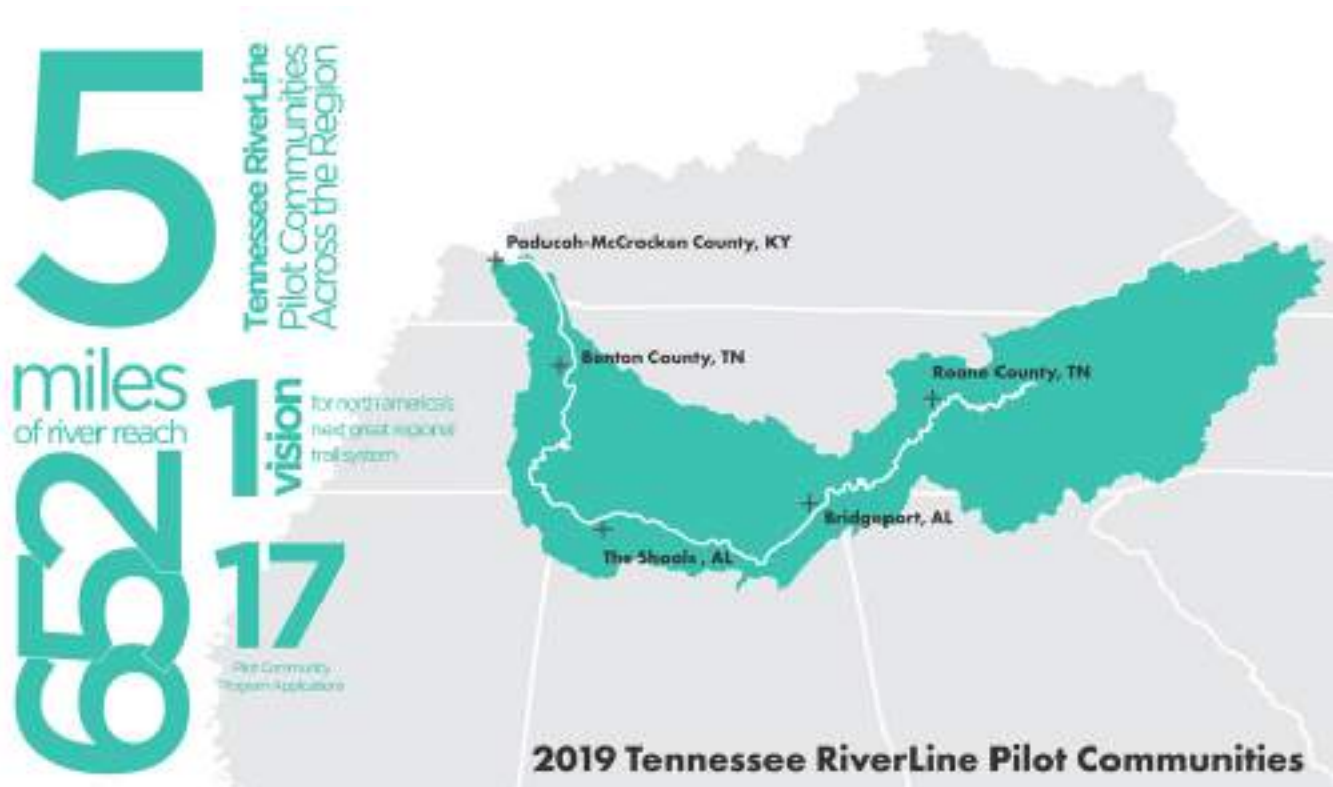 5
Tennessee RiverLine
Pilot Communities
Across the Region
miles
of river reach
652
1
vision
for north america's
next great regional
trail system
17
Pilot Community
Program Applications
Paducah-McCracken County, KY
Benton County, TN
Roane County, TN
Bridgeport, AL
The Shoals , AL
2019 Tennessee RiverLine Pilot Communities